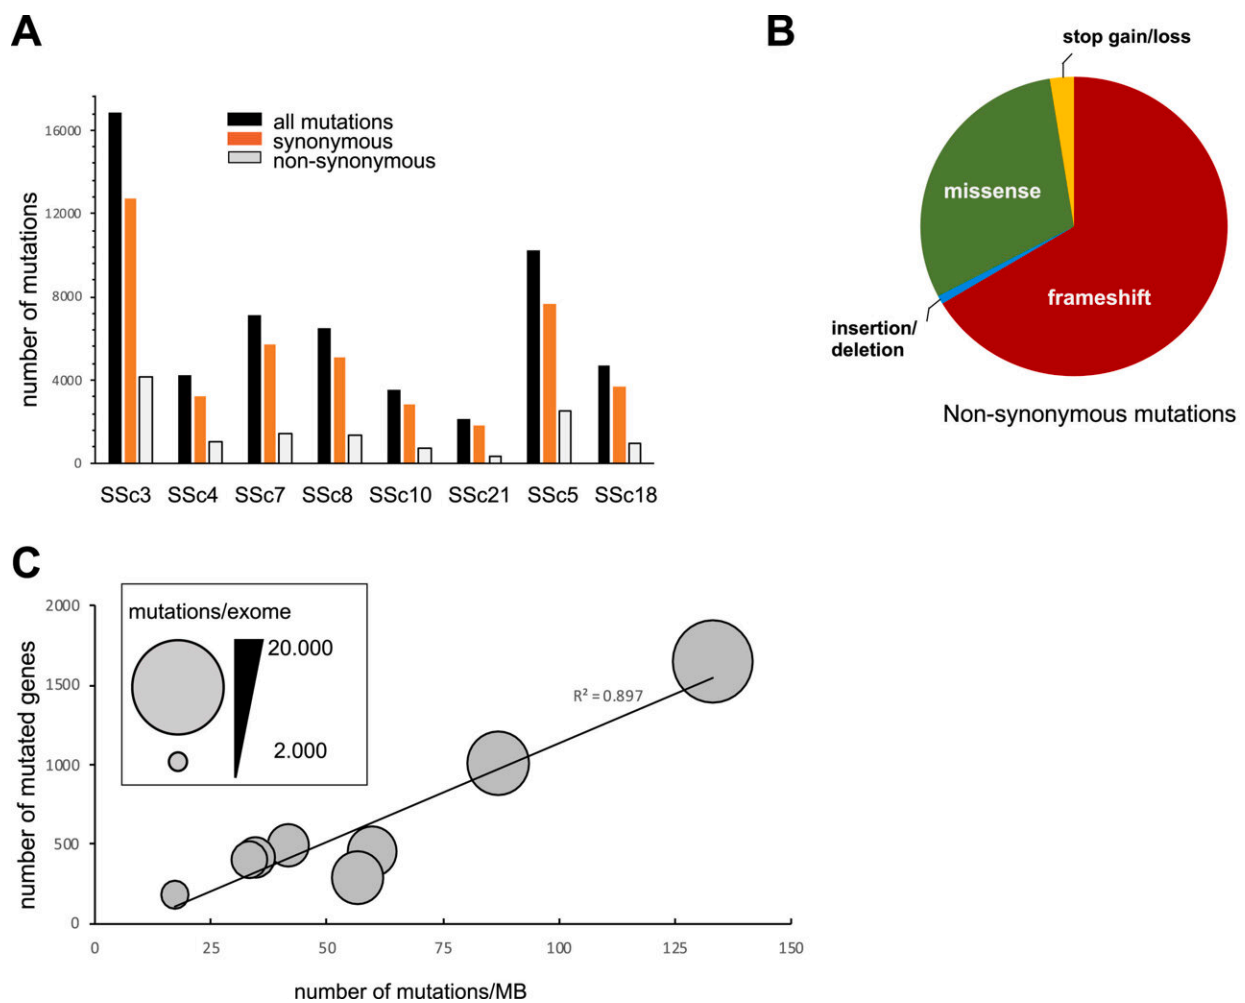 A
number of mutations
16000
12000
8000
4000
0
all mutations
synonymous
non-synonymous
SSc3 SSc4 SSc7 SSc8 SSc10 SSc21 SSc5 SSc18
B
stop gain/loss
missense
frameshift
insertion/
deletion
Non-synonymous mutations
C
number of mutated genes
2000
1500
1000
500
0
mutations/exome
20.000
2.000
R² = 0.897
0 25 50 75 100 125 150
number of mutations/MB